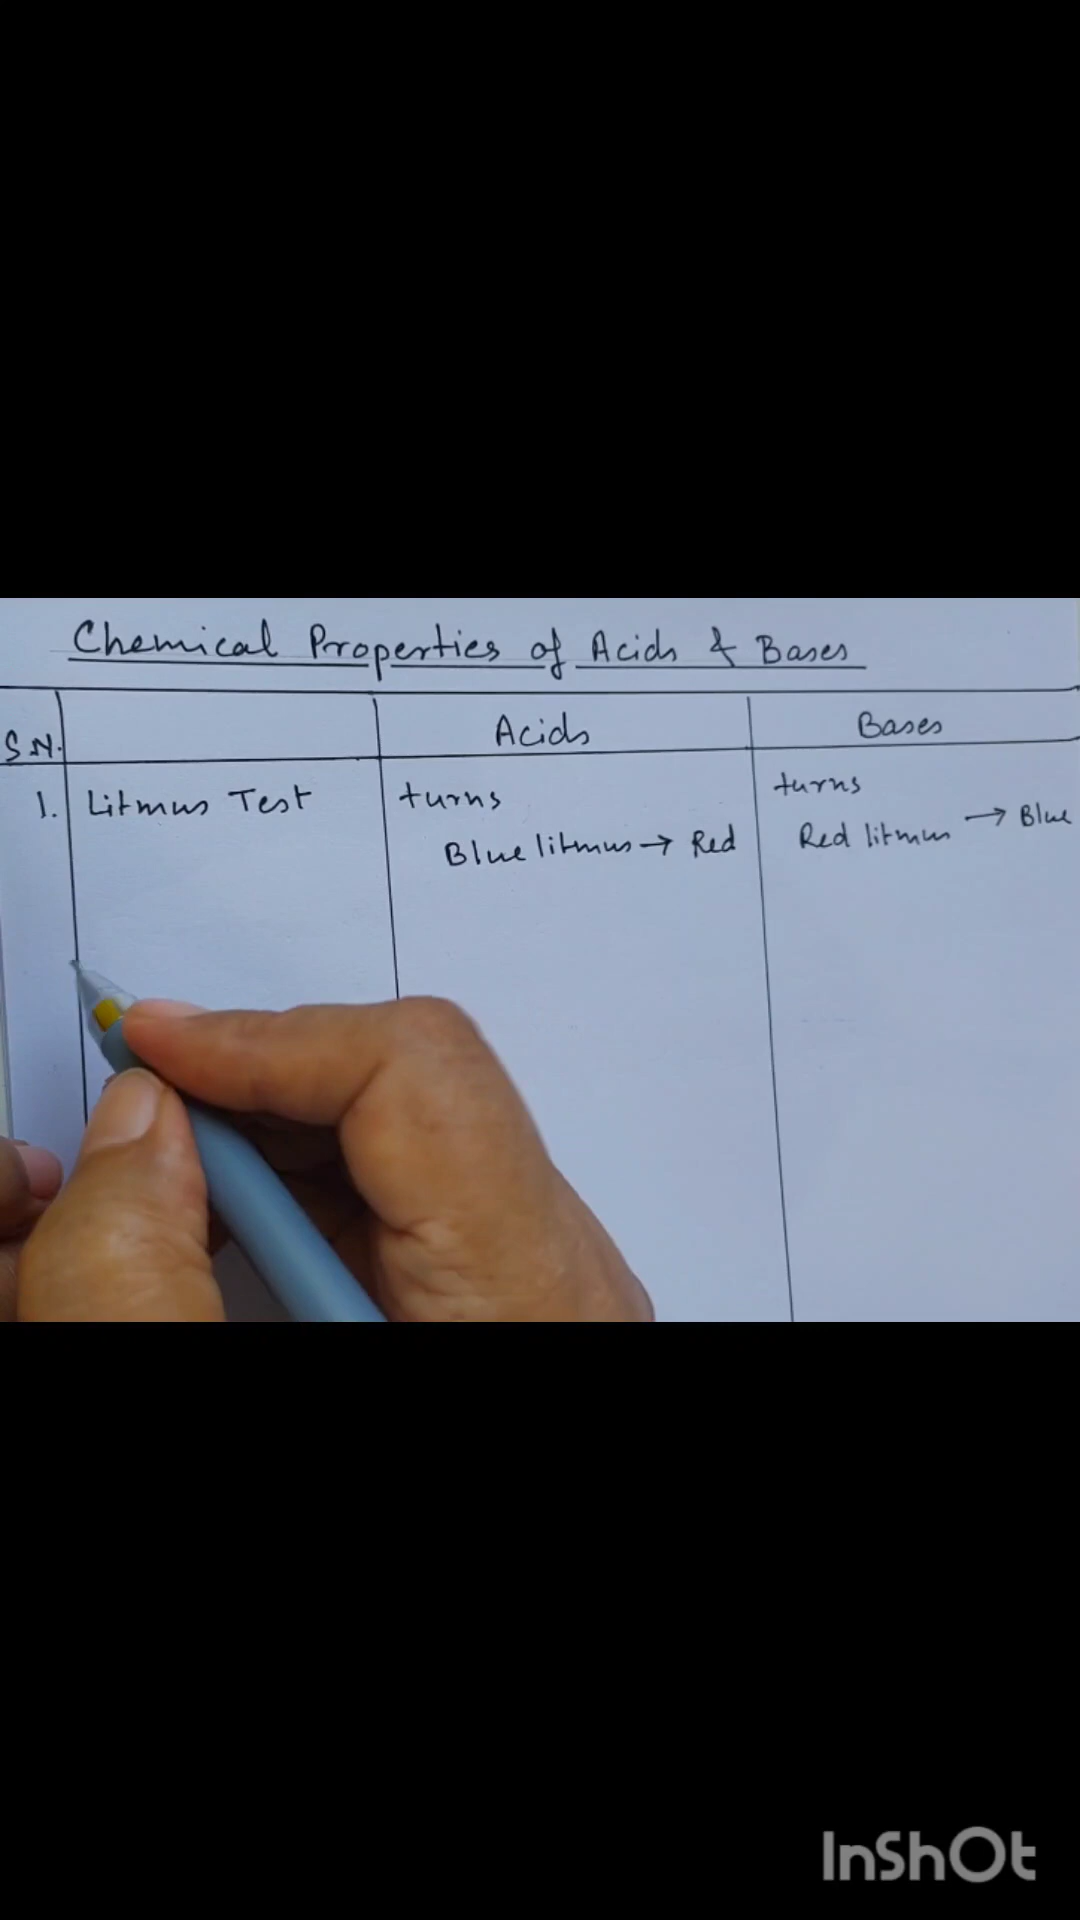 Chemical Properties of Acids & Bases
S.N. Acids Bases
1. Litmus Test turns turns
Blue litmus → Red Red litmus → Blue
InShOt